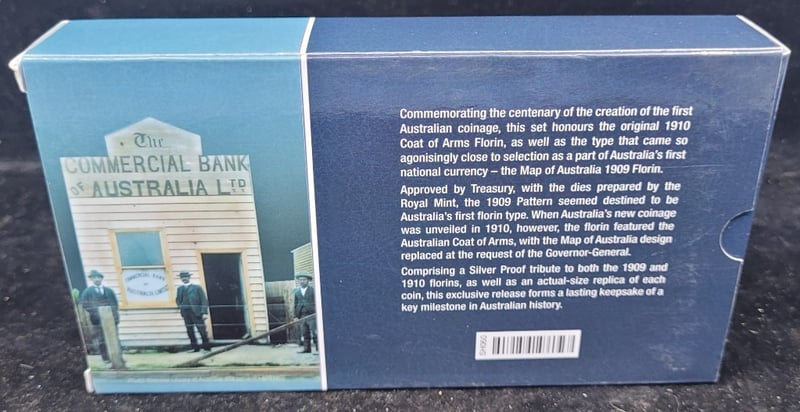 The
COMMERCIAL BANK
OF AUSTRALIA LTD
COMMERCIAL BANK
OF
AUSTRALIA LIMITED
Commemorating the centenary of the creation of the first
Australian coinage, this set honours the original 1910
Coat of Arms Florin, as well as the type that came so
agonisingly close to selection as a part of Australia's first
national currency – the Map of Australia 1909 Florin.
Approved by Treasury, with the dies prepared by the
Royal Mint, the 1909 Pattern seemed destined to be
Australia's first florin type. When Australia's new coinage
was unveiled in 1910, however, the florin featured the
Australian Coat of Arms, with the Map of Australia design
replaced at the request of the Governor-General.
Comprising a Silver Proof tribute to both the 1909 and
1910 florins, as well as an actual-size replica of each
coin, this exclusive release forms a lasting keepsake of a
key milestone in Australian history.